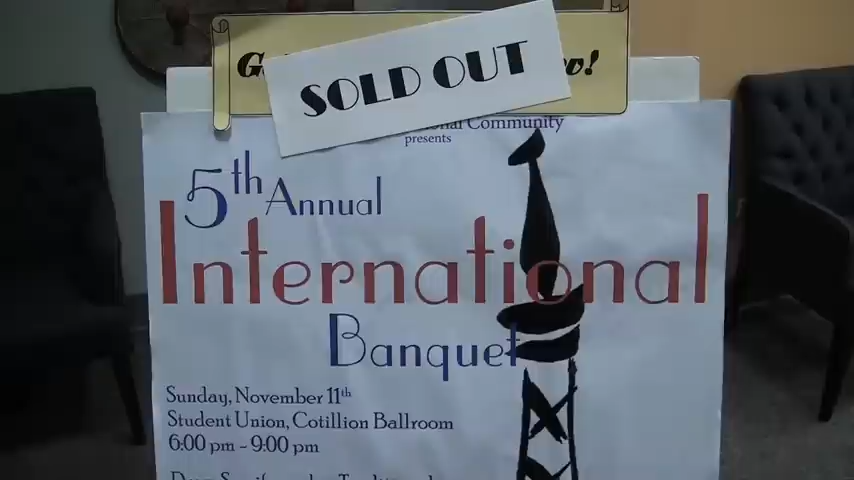 SOLD OUT
Community
presents
5th Annual
International
Banquet
Sunday, November 11th
Student Union, Cotillion Ballroom
6:00 pm - 9:00 pm